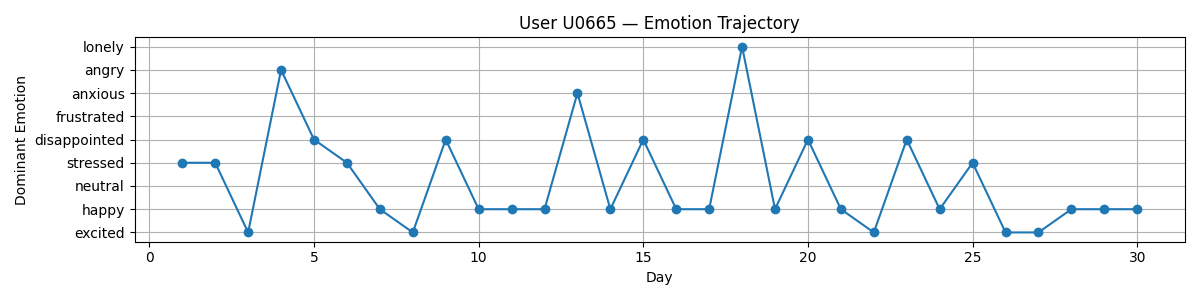 User U0665 — Emotion Trajectory
Dominant Emotion
lonely
angry
anxious
frustrated
disappointed
stressed
neutral
happy
excited
0 5 10 15 20 25 30
Day